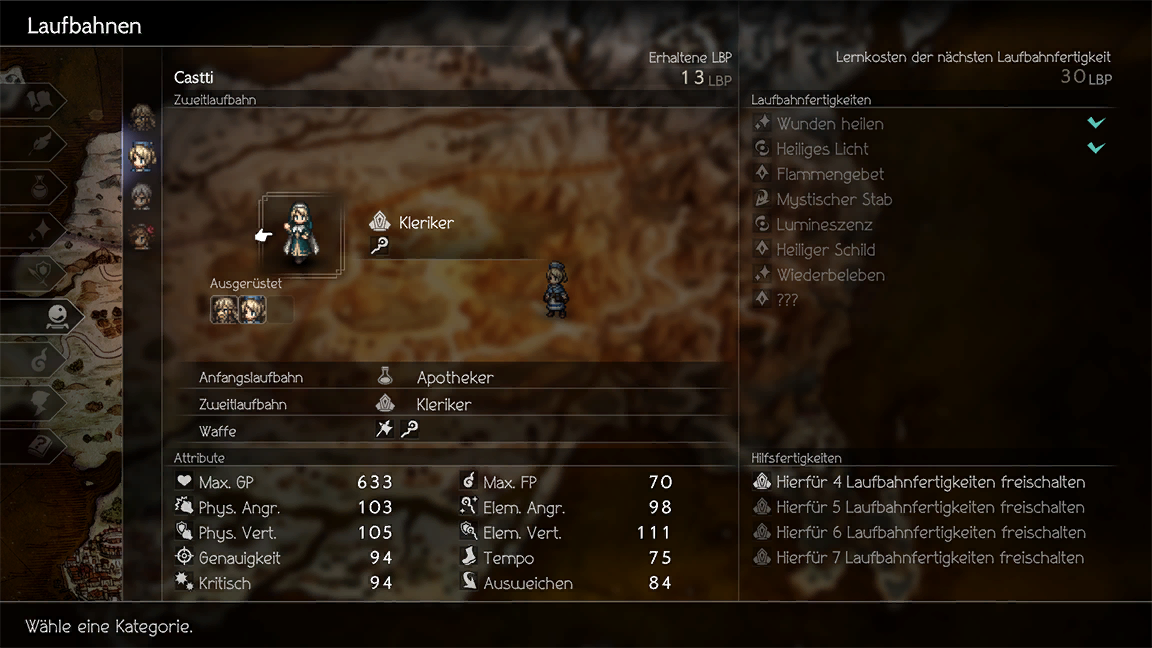 Laufbahnen
Erhaltene LBP
Lernkosten der nächsten Laufbahnfertigkeit
Castti
13 LBP
30 LBP
Zweitlaufbahn
Laufbahnfertigkeiten
Wunden heilen
Heiliges Licht
Flammengebet
Mystischer Stab
Lumineszenz
Heiliger Schild
Wiederbeleben
???
Kleriker
Ausgerüstet
Anfangslaufbahn Apotheker
Zweitlaufbahn Kleriker
Waffe
Attribute
Max. GP 633 Max. FP 70
Phys. Angr. 103 Elem. Angr. 98
Phys. Vert. 105 Elem. Vert. 111
Genauigkeit 94 Tempo 75
Kritisch 94 Ausweichen 84
Hilfsfertigkeiten
Hierfür 4 Laufbahnfertigkeiten freischalten
Hierfür 5 Laufbahnfertigkeiten freischalten
Hierfür 6 Laufbahnfertigkeiten freischalten
Hierfür 7 Laufbahnfertigkeiten freischalten
Wähle eine Kategorie.